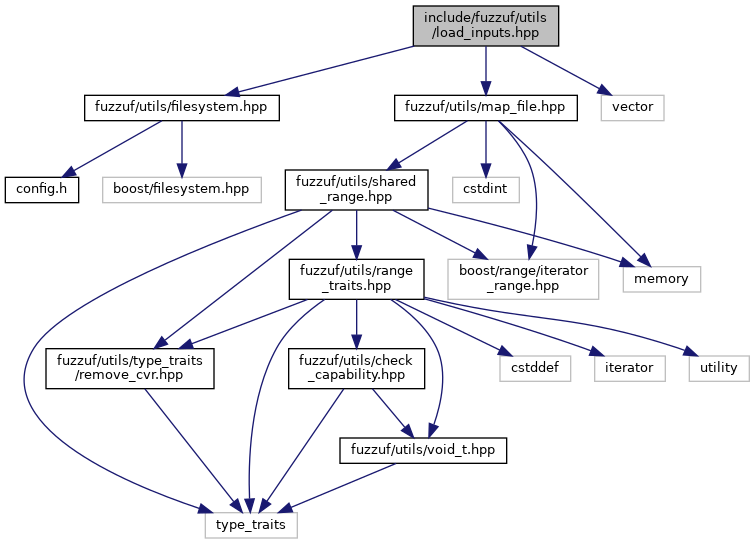 include/fuzzuf/utils
/load_inputs.hpp
fuzzuf/utils/filesystem.hpp
fuzzuf/utils/map_file.hpp
vector
config.h
boost/filesystem.hpp
fuzzuf/utils/shared
_range.hpp
cstdint
fuzzuf/utils/range
_traits.hpp
boost/range/iterator
_range.hpp
memory
fuzzuf/utils/type_traits
/remove_cvr.hpp
fuzzuf/utils/check
_capability.hpp
cstddef
iterator
utility
fuzzuf/utils/void_t.hpp
type_traits